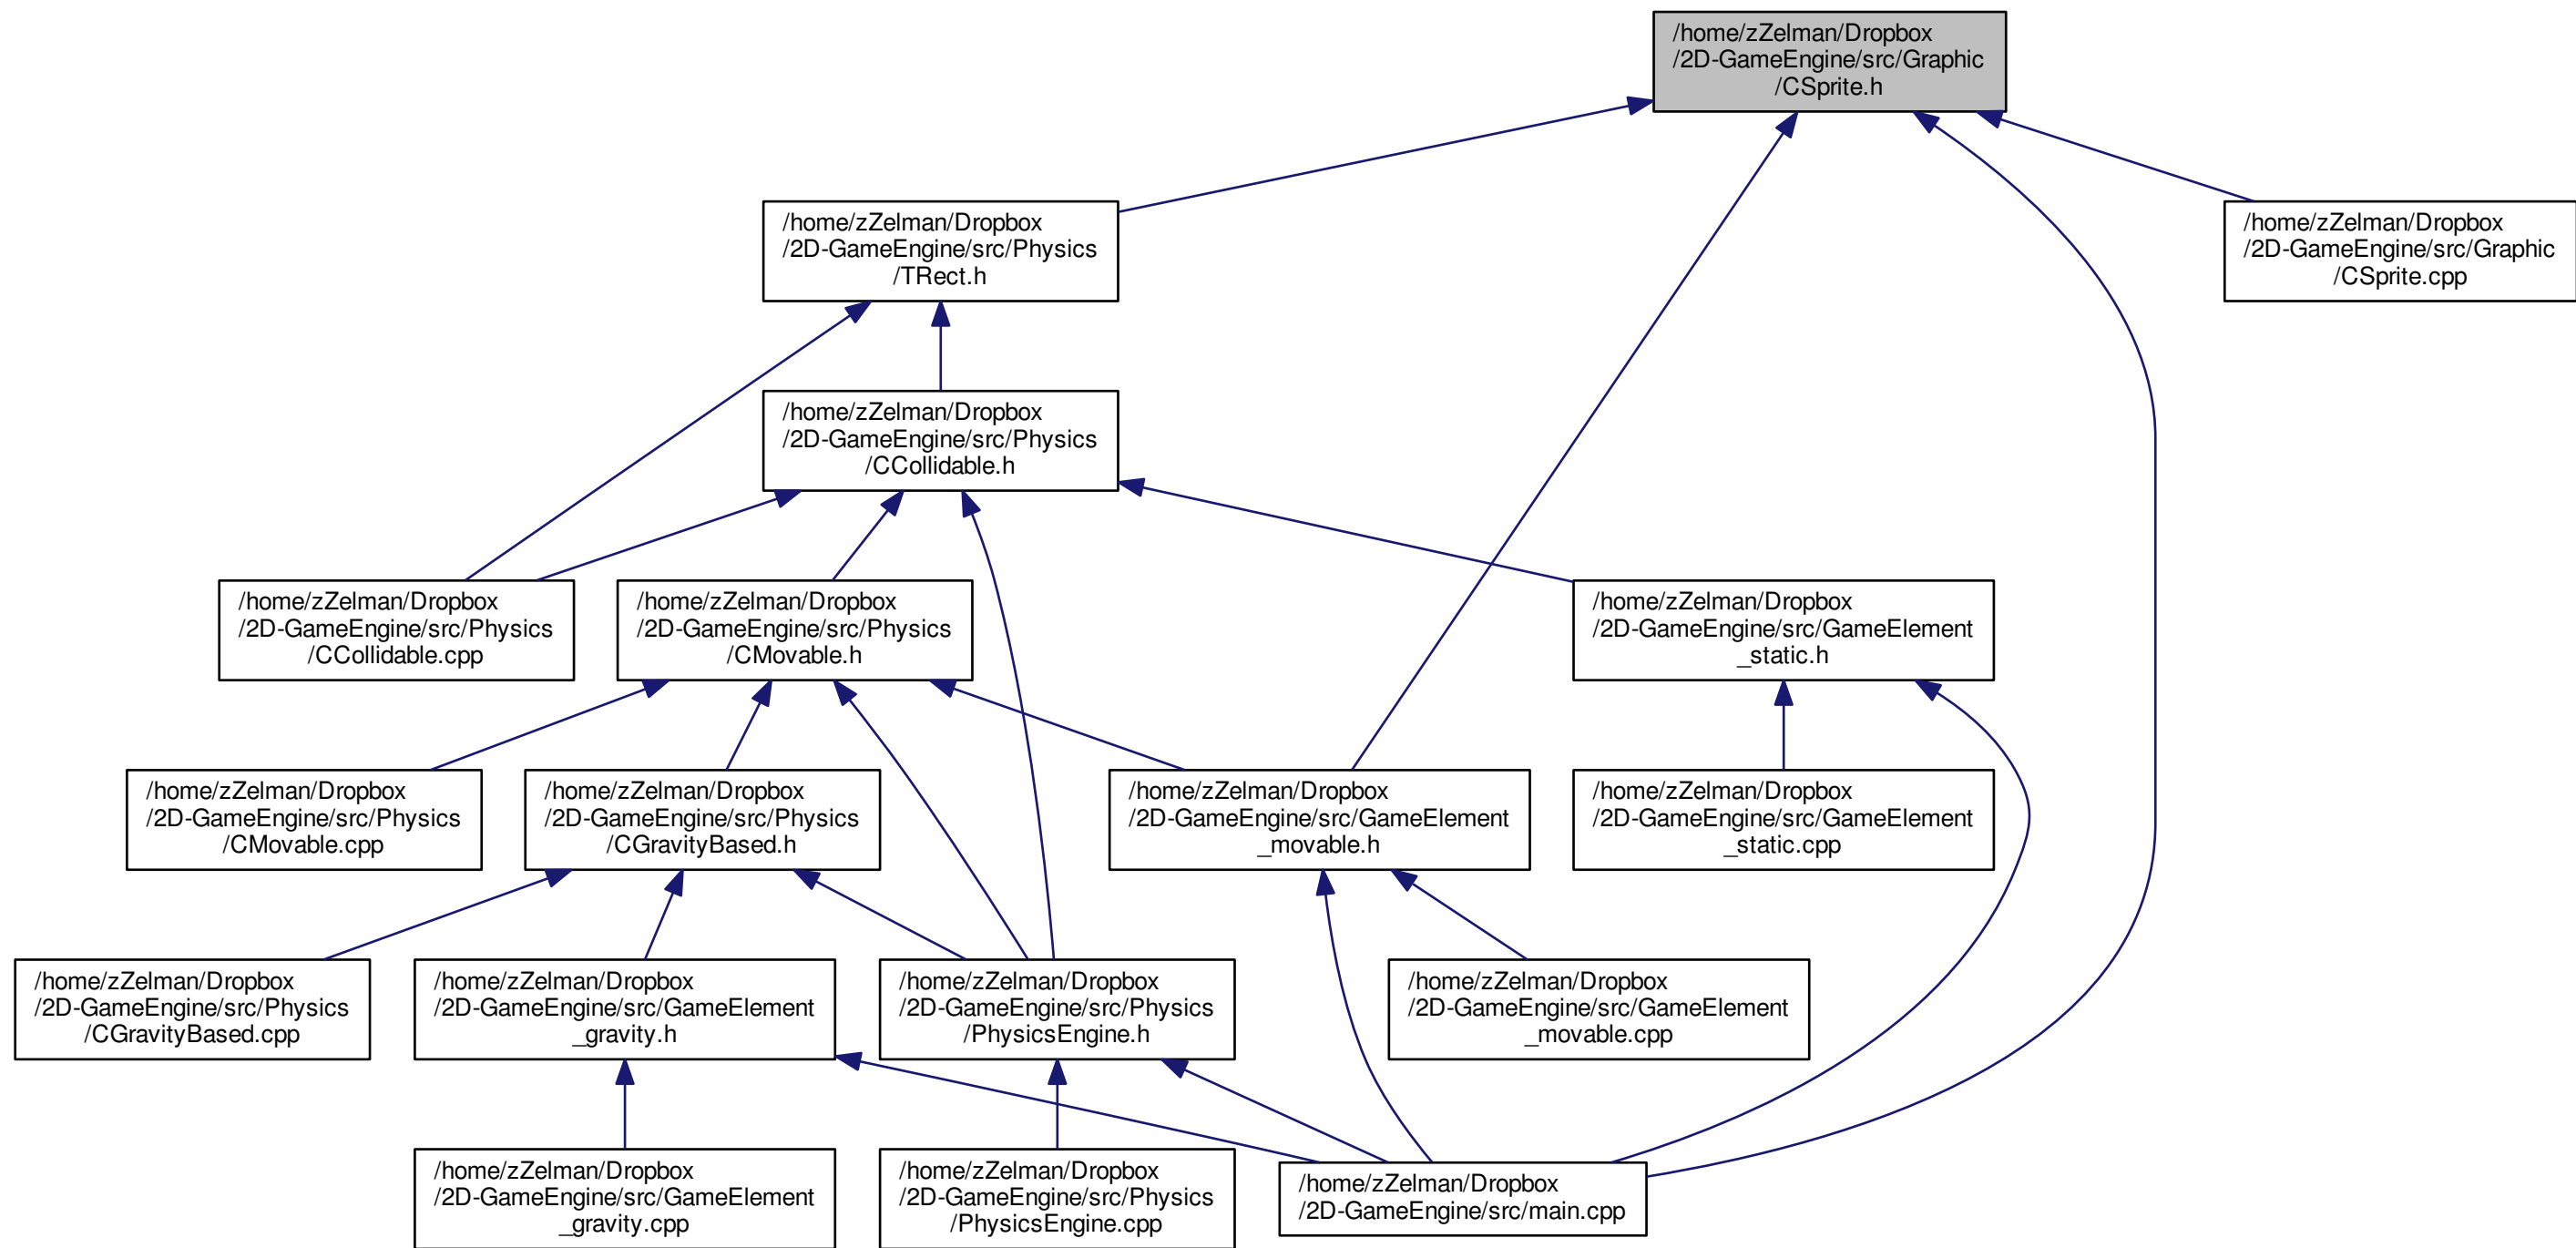 /home/zZelman/Dropbox
/2D-GameEngine/src/Graphic
/CSprite.h
/home/zZelman/Dropbox
/2D-GameEngine/src/Physics
/TRect.h
/home/zZelman/Dropbox
/2D-GameEngine/src/Graphic
/CSprite.cpp
/home/zZelman/Dropbox
/2D-GameEngine/src/Physics
/CCollidable.h
/home/zZelman/Dropbox
/2D-GameEngine/src/Physics
/CCollidable.cpp
/home/zZelman/Dropbox
/2D-GameEngine/src/Physics
/CMovable.h
/home/zZelman/Dropbox
/2D-GameEngine/src/GameElement
_static.h
/home/zZelman/Dropbox
/2D-GameEngine/src/Physics
/CMovable.cpp
/home/zZelman/Dropbox
/2D-GameEngine/src/Physics
/CGravityBased.h
/home/zZelman/Dropbox
/2D-GameEngine/src/GameElement
_movable.h
/home/zZelman/Dropbox
/2D-GameEngine/src/GameElement
_static.cpp
/home/zZelman/Dropbox
/2D-GameEngine/src/Physics
/CGravityBased.cpp
/home/zZelman/Dropbox
/2D-GameEngine/src/GameElement
_gravity.h
/home/zZelman/Dropbox
/2D-GameEngine/src/Physics
/PhysicsEngine.h
/home/zZelman/Dropbox
/2D-GameEngine/src/GameElement
_movable.cpp
/home/zZelman/Dropbox
/2D-GameEngine/src/GameElement
_gravity.cpp
/home/zZelman/Dropbox
/2D-GameEngine/src/Physics
/PhysicsEngine.cpp
/home/zZelman/Dropbox
/2D-GameEngine/src/main.cpp